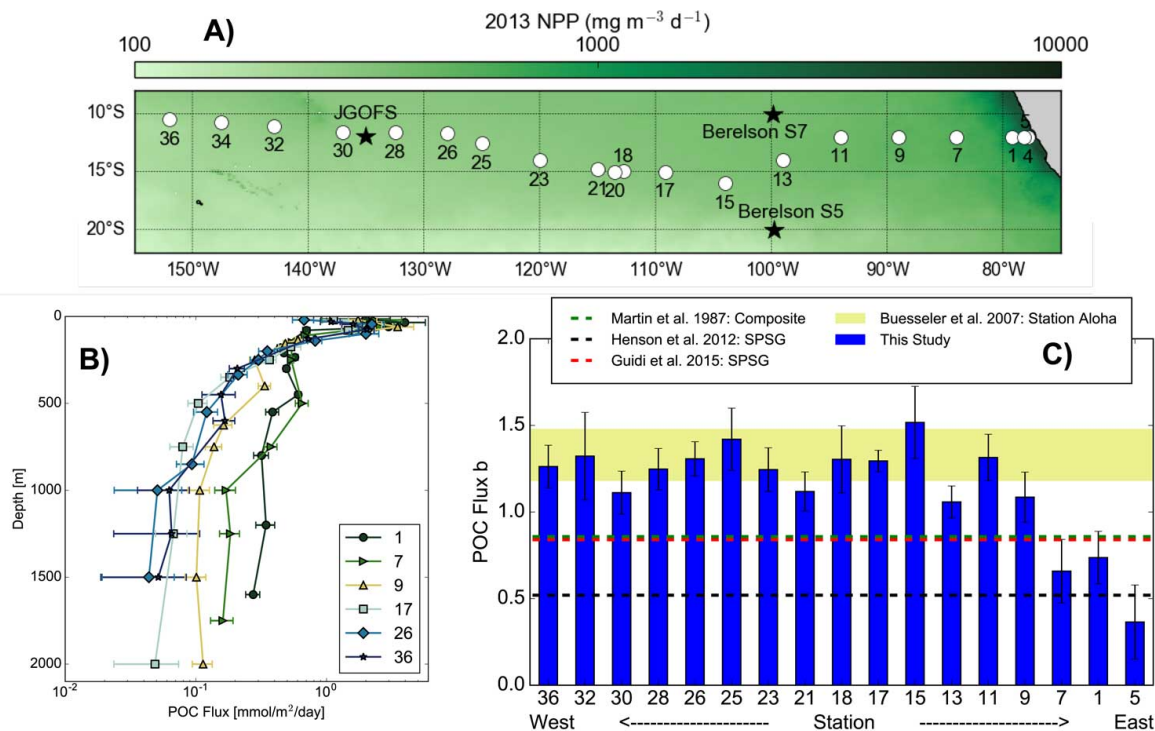 A)
2013 NPP (mg m⁻³ d⁻¹)
100 1000 10000
10°S
15°S
20°S
JGOFS
Berelson S7
Berelson S5
36 34 32 30 28 26 25 23 21 20 18 17 15 13 11 9 7 1 4 5
150°W 140°W 130°W 120°W 110°W 100°W 90°W 80°W
B)
0
500
1000
1500
2000
Depth [m]
10⁻² 10⁻¹ 10⁰
POC Flux [mmol/m²/day]
1
7
9
17
26
36
Martin et al. 1987: Composite
Henson et al. 2012: SPSG
Guidi et al. 2015: SPSG
Buesseler et al. 2007: Station Aloha
This Study
C)
2.0
1.5
1.0
0.5
0.0
POC Flux b
36 32 30 28 26 25 23 21 18 17 15 13 11 9 7 1 5
West <------------------ Station ------------------> East